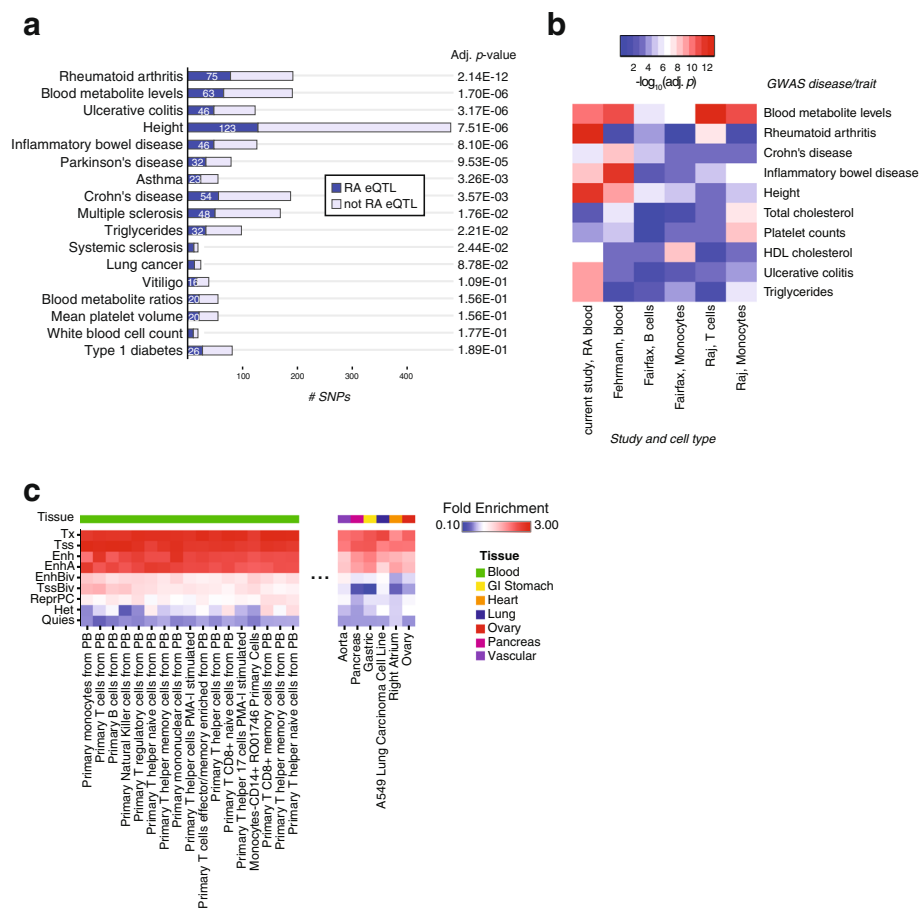 a
Adj. p-value
Rheumatoid arthritis 75 2.14E-12
Blood metabolite levels 63 1.70E-06
Ulcerative colitis 46 3.17E-06
Height 123 7.51E-06
Inflammatory bowel disease 46 8.10E-06
Parkinson's disease 32 9.53E-05
Asthma 23 3.26E-03
Crohn's disease 54 3.57E-03
Multiple sclerosis 48 1.76E-02
Triglycerides 32 2.21E-02
Systemic sclerosis 2.44E-02
Lung cancer 8.78E-02
Vitiligo 16 1.09E-01
Blood metabolite ratios 20 1.56E-01
Mean platelet volume 20 1.56E-01
White blood cell count 1.77E-01
Type 1 diabetes 26 1.89E-01
RA eQTL
not RA eQTL
100 200 300 400
# SNPs
b
2 4 6 8 10 12
-log10(adj. p)
GWAS disease/trait
Blood metabolite levels
Rheumatoid arthritis
Crohn's disease
Inflammatory bowel disease
Height
Total cholesterol
Platelet counts
HDL cholesterol
Ulcerative colitis
Triglycerides
current study, RA blood
Fehrmann, blood
Fairfax, B cells
Fairfax, Monocytes
Raj, T cells
Raj, Monocytes
Study and cell type
c
Tissue
Tx
Tss
Enh
EnhA
EnhBiv
TssBiv
ReprPC
Het
Quies
...
Primary monocytes from PB
Primary T cells from PB
Primary B cells from PB
Primary Natural Killer cells from PB
Primary T regulatory cells from PB
Primary T helper naive cells from PB
Primary T helper memory cells from PB
Primary mononuclear cells from PB
Primary T helper cells PMA-I stimulated
Primary T cells effector/memory enriched from PB
Primary T helper cells from PB
Primary T CD8+ naive cells from PB
Primary T helper 17 cells PMA-I stimulated
Monocytes-CD14+ RO01746 Primary Cells
Primary T CD8+ memory cells from PB
Primary T helper memory cells from PB
Primary T helper naive cells from PB
Aorta
Pancreas
Gastric
A549 Lung Carcinoma Cell Line
Right Atrium
Ovary
Fold Enrichment
0.10 3.00
Tissue
Blood
GI Stomach
Heart
Lung
Ovary
Pancreas
Vascular